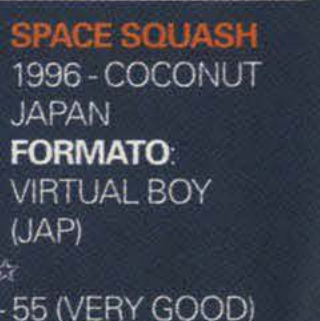 SPACE SQUASH
1996 - COCONUT
JAPAN
FORMATO:
VIRTUAL BOY
(JAP)
☆
- 55 (VERY GOOD)